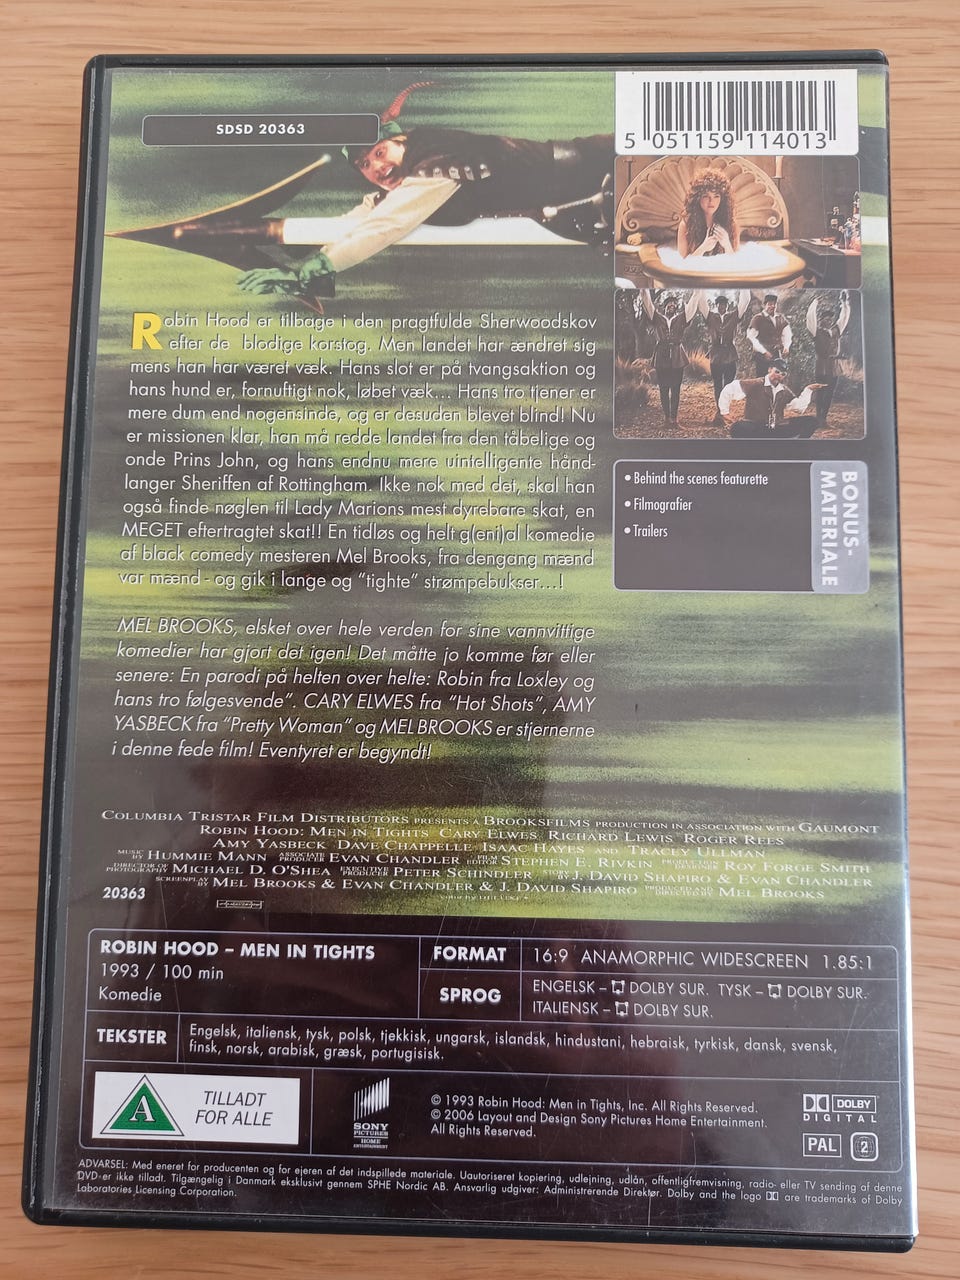 SDSD 20363
5 051159 114013
Robin Hood er tilbage i den pragtfulde Sherwoodskov
efter de blodige korstog. Men landet har ændret sig
mens han har været væk. Hans slot er på tvangsaktion og
hans hund er, fornuftigt nok, løbet væk... Hans tro tjener er
mere dum end nogensinde, og er desuden blevet blind! Nu
er missionen klar, han må redde landet fra den tåbelige og
onde Prins John, og hans endnu mere uintelligente hånd-
langer Sheriffen af Rottingham. Ikke nok med det, skal han
også finde nøglen til Lady Marions mest dyrebare skat, en
MEGET eftertragtet skat!! En tidløs og helt g(eni)al komedie
af black comedy mesteren Mel Brooks, fra dengang mænd
var mænd - og gik i lange og "tighte" strømpebukser...!
MEL BROOKS, elsket over hele verden for sine vannvittige
komedier har gjort det igen! Det måtte jo komme før eller
senere: En parodi på helten over helte: Robin fra Loxley og
hans tro følgesvende". CARY ELWES fra "Hot Shots", AMY
YASBECK fra "Pretty Woman" og MEL BROOKS er stjernerne
i denne fede film! Eventyret er begyndt!
• Behind the scenes featurette
• Filmografier
• Trailers
BONUS-
MATERIALE
COLUMBIA TRISTAR FILM DISTRIBUTORS PRESENTS A BROOKSFILMS PRODUCTION IN ASSOCIATION WITH GAUMONT
ROBIN HOOD: MEN IN TIGHTS CARY ELWES RICHARD LEWIS ROGER REES
AMY YASBECK DAVE CHAPPELLE ISAAC HAYES AND TRACEY ULLMAN
MUSIC BY HUMMIE MANN ASSOCIATE PRODUCER EVAN CHANDLER FILM EDITOR STEPHEN E. RIVKIN PRODUCTION DESIGNER ROY FORGE SMITH
DIRECTOR OF PHOTOGRAPHY MICHAEL D. O'SHEA EXECUTIVE PRODUCER PETER SCHINDLER STORY BY J. DAVID SHAPIRO & EVAN CHANDLER
SCREENPLAY BY MEL BROOKS & EVAN CHANDLER & J. DAVID SHAPIRO PRODUCED AND DIRECTED BY MEL BROOKS
20363
ROBIN HOOD – MEN IN TIGHTS
1993 / 100 min
Komedie
FORMAT
16:9 ANAMORPHIC WIDESCREEN 1.85:1
SPROG
ENGELSK – DOLBY SUR. TYSK – DOLBY SUR.
ITALIENSK – DOLBY SUR.
TEKSTER
Engelsk, italiensk, tysk, polsk, tjekkisk, ungarsk, islandsk, hindustani, hebraisk, tyrkisk, dansk, svensk,
finsk, norsk, arabisk, græsk, portugisisk.
A
TILLADT
FOR ALLE
SONY
PICTURES
HOME
ENTERTAINMENT
© 1993 Robin Hood: Men in Tights, Inc. All Rights Reserved.
© 2006 Layout and Design Sony Pictures Home Entertainment.
All Rights Reserved.
DOLBY
DIGITAL
PAL
2
ADVARSEL: Med eneret for producenten og for ejeren af det indspillede materiale. Uautoriseret kopiering, udlejning, udlån, offentligfremvisning, radio- eller TV sending af denne
DVD er ikke tilladt. Tilgængelig i Danmark eksklusivt gennem SPHE Nordic AB. Ansvarlig udgiver: Administrerende Direktør. Dolby and the logo are trademarks of Dolby
Laboratories Licensing Corporation.